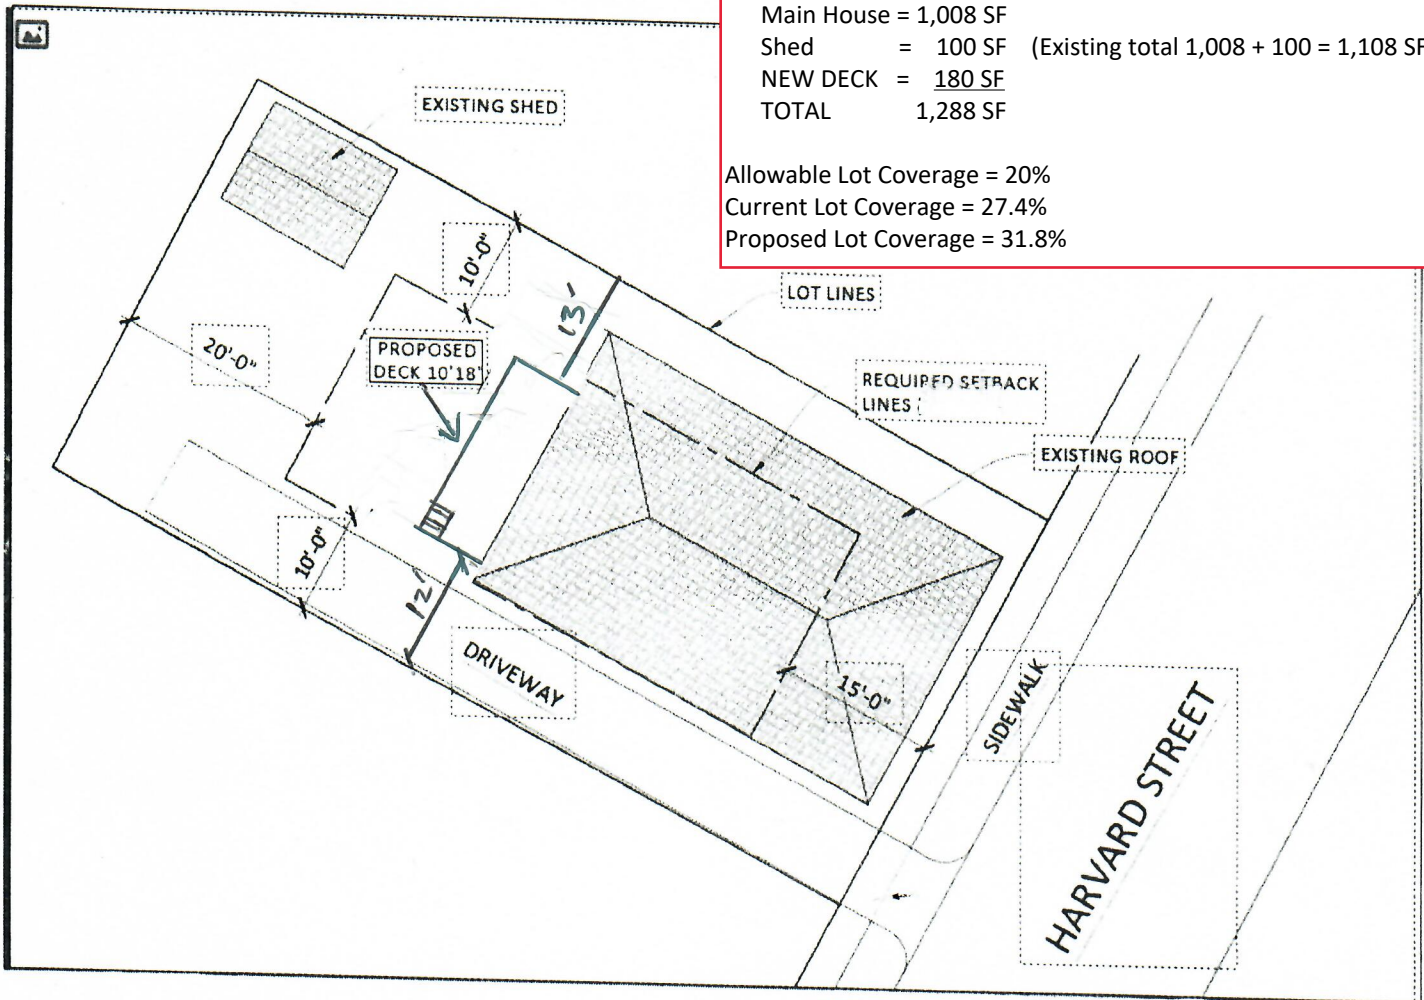 Main House = 1,008 SF
Shed = 100 SF (Existing total 1,008 + 100 = 1,108 SF
NEW DECK = 180 SF
TOTAL 1,288 SF
Allowable Lot Coverage = 20%
Current Lot Coverage = 27.4%
Proposed Lot Coverage = 31.8%
EXISTING SHED
10'-0"
13'
LOT LINES
20'-0"
PROPOSED
DECK 10'18'
REQUIRED SETBACK
LINES (
EXISTING ROOF
10'-0"
12'
DRIVEWAY
15'-0"
SIDEWALK
HARVARD STREET